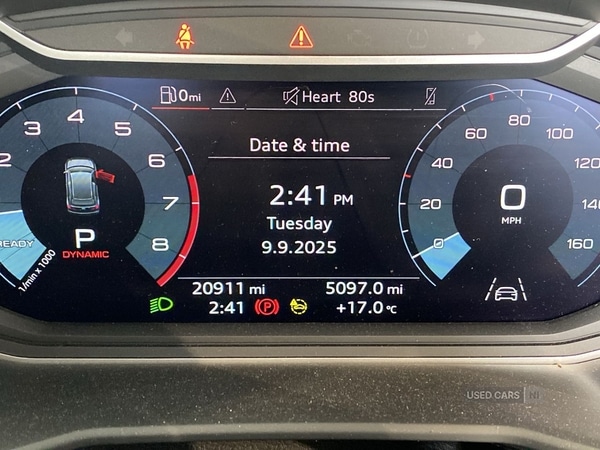 0mi
Heart 80s
3 4 5
2 6
7
8
READY
1/min x 1000
P
DYNAMIC
Date & time
2:41 PM
Tuesday
9.9.2025
20911 mi 5097.0 mi
2:41 +17.0 °C
80
60 100
40 120
20 140
0 160
0
MPH
USED CARS NI